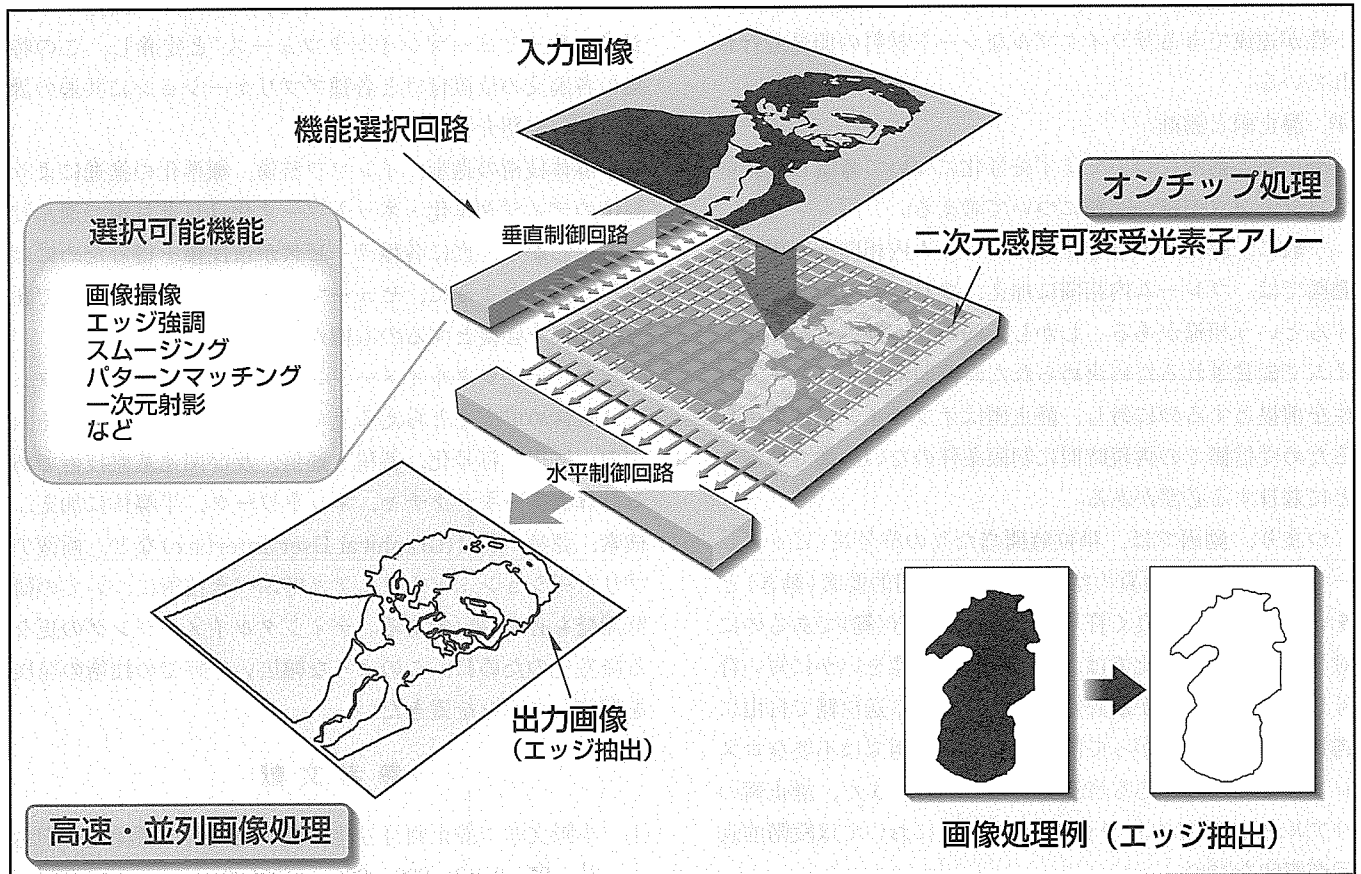 入力画像
機能選択回路
オンチップ処理
選択可能機能
垂直制御回路
二次元感度可変受光素子アレー
画像撮像
エッジ強調
スムージング
パターンマッチング
一次元射影
など
水平制御回路
出力画像
（エッジ抽出）
高速・並列画像処理
画像処理例（エッジ抽出）